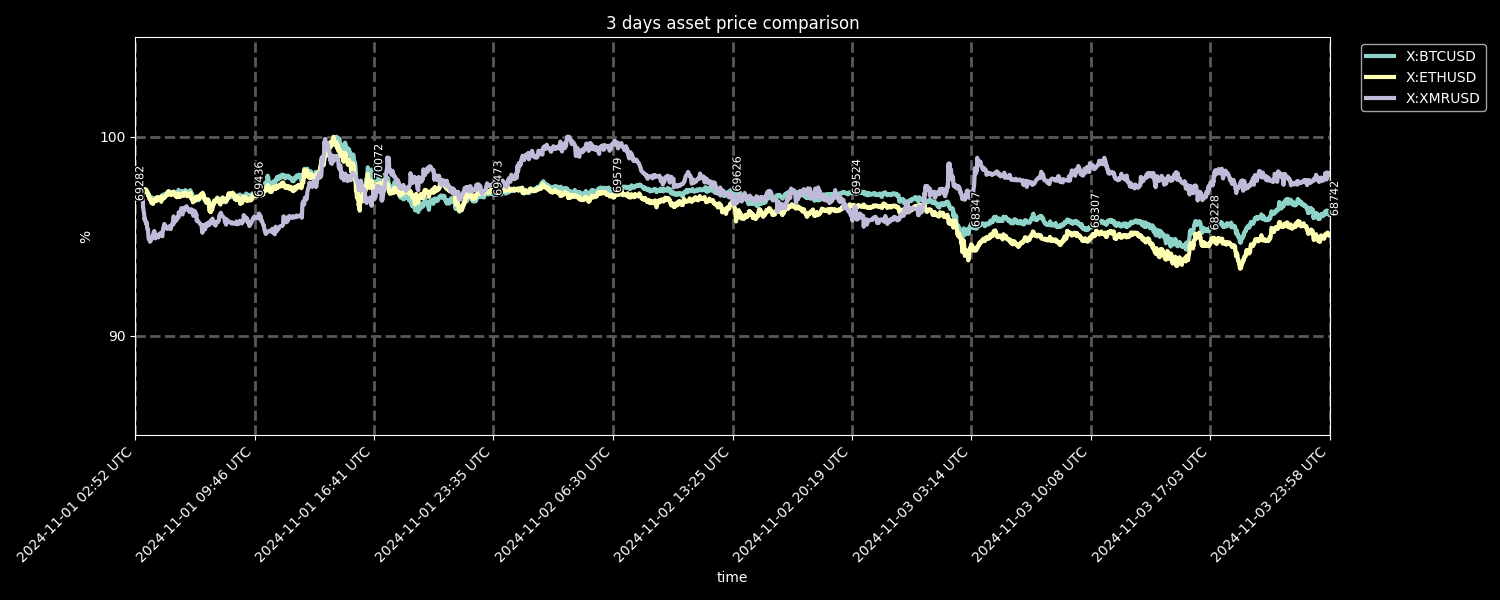 3 days asset price comparison
X:BTCUSD
X:ETHUSD
X:XMRUSD
100
90
%
69282
69436
69473
69579
69626
69524
68347
68307
68228
68742
2024-11-01 02:52 UTC
2024-11-01 09:46 UTC
2024-11-01 16:41 UTC
2024-11-01 23:35 UTC
2024-11-02 06:30 UTC
2024-11-02 13:25 UTC
2024-11-02 20:19 UTC
2024-11-03 03:14 UTC
2024-11-03 10:08 UTC
2024-11-03 17:03 UTC
2024-11-03 23:58 UTC
time